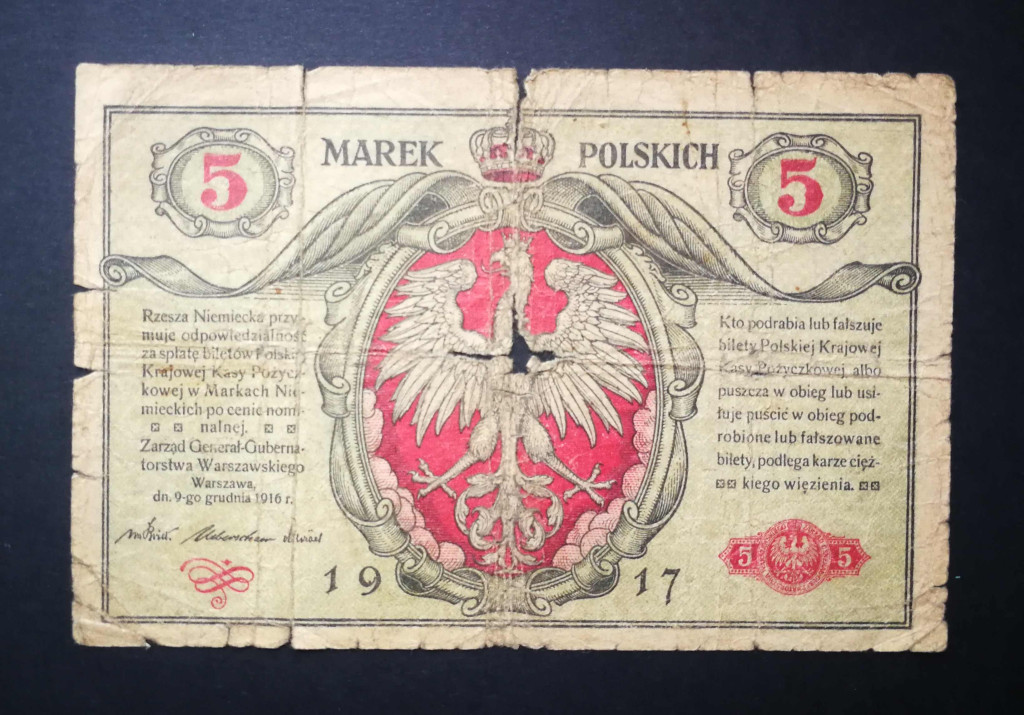 5 MAREK POLSKICH 5
Rzesza Niemiecka przy-
muje odpowiedzialność
za spłatę biletów Polskiej
Krajowej Kasy Pożycz-
kowej w Markach Nie-
mieckich po cenie nomi-
nalnej.
Zarząd Generał-Guberna-
torstwa Warszawskiego
Warszawa,
dn. 9-go grudnia 1916 r.
Kto podrabia lub fałszuje
bilety Polskiej Krajowej
Kasy Pożyczkowej, albo
puszcza w obieg lub usi-
łuje puścić w obieg pod-
robione lub fałszowane
bilety, podlega karze cięż-
kiego więzienia.
1917
5 5